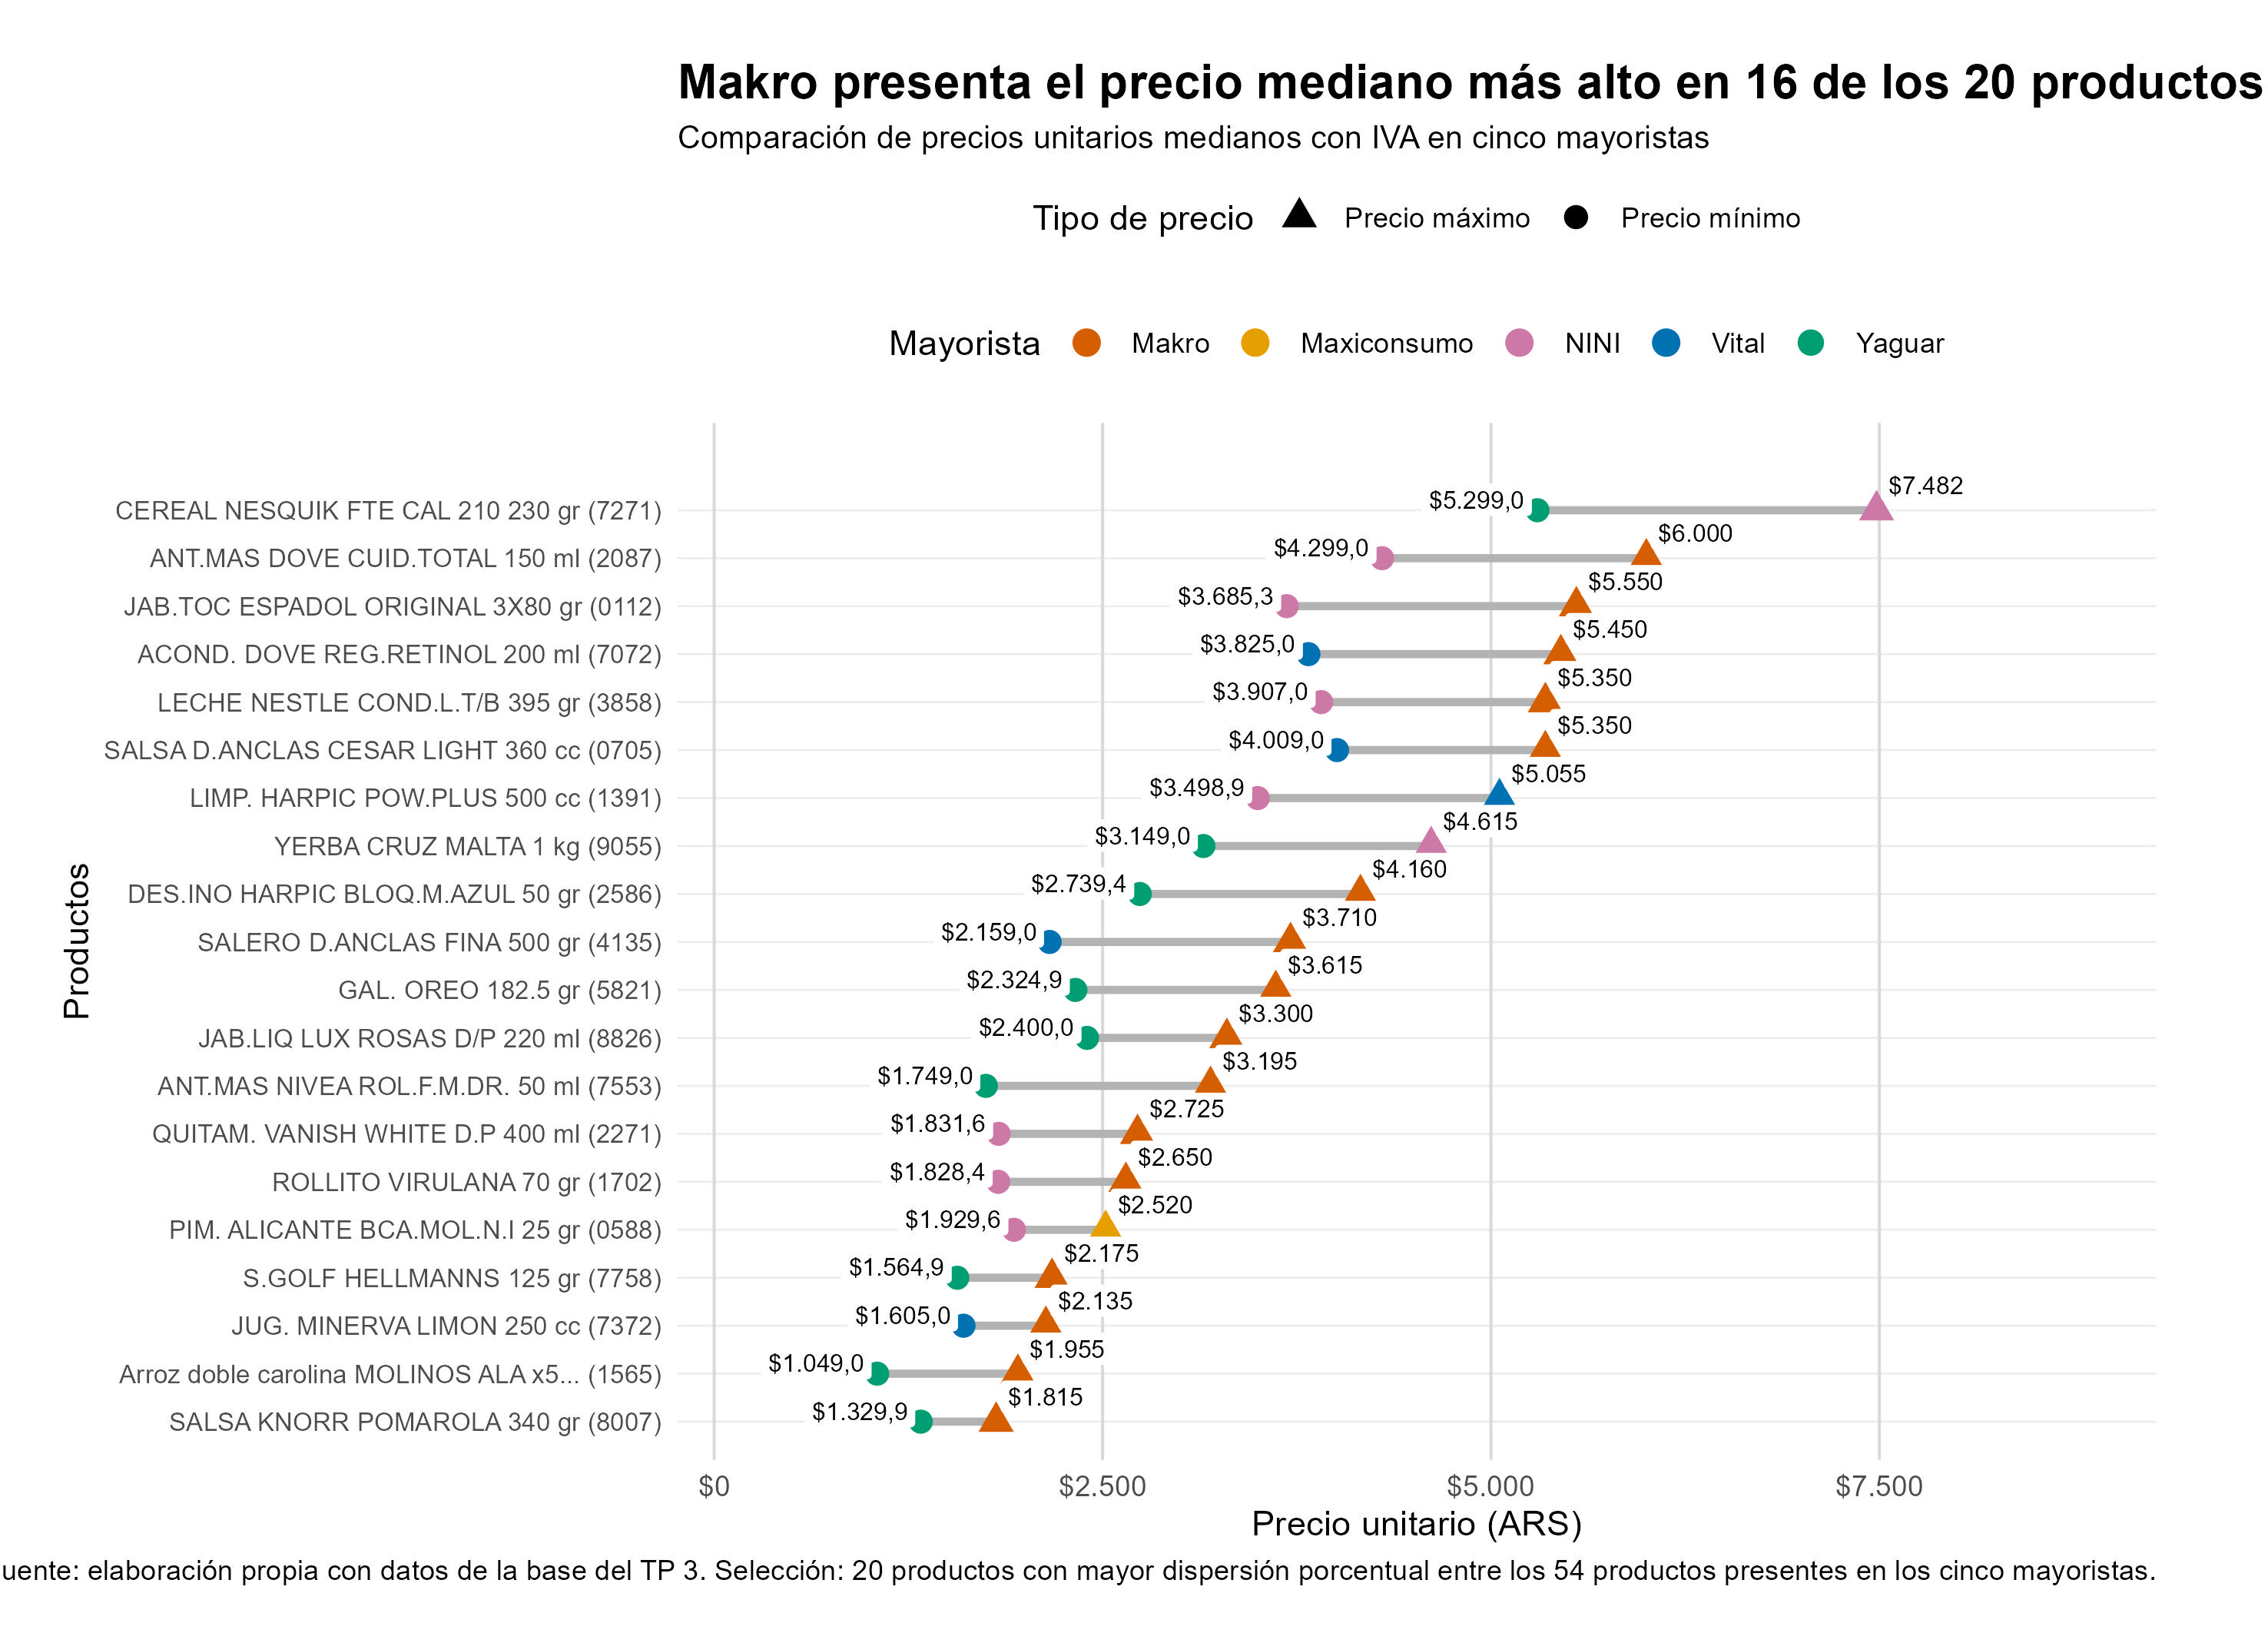 Makro presenta el precio mediano más alto en 16 de los 20 productos
Comparación de precios unitarios medianos con IVA en cinco mayoristas
Tipo de precio Precio máximo Precio mínimo
Mayorista Makro Maxiconsumo NINI Vital Yaguar
Productos
CEREAL NESQUIK FTE CAL 210 230 gr (7271) $5.299,0 $7.482
ANT.MAS DOVE CUID.TOTAL 150 ml (2087) $4.299,0 $6.000
JAB.TOC ESPADOL ORIGINAL 3X80 gr (0112) $3.685,3 $5.550
ACOND. DOVE REG.RETINOL 200 ml (7072) $3.825,0 $5.450
LECHE NESTLE COND.L.T/B 395 gr (3858) $3.907,0 $5.350
SALSA D.ANCLAS CESAR LIGHT 360 cc (0705) $4.009,0 $5.350
LIMP. HARPIC POW.PLUS 500 cc (1391) $3.498,9 $5.055
YERBA CRUZ MALTA 1 kg (9055) $3.149,0 $4.615
DES.INO HARPIC BLOQ.M.AZUL 50 gr (2586) $2.739,4 $4.160
SALERO D.ANCLAS FINA 500 gr (4135) $2.159,0 $3.710
GAL. OREO 182.5 gr (5821) $2.324,9 $3.615
JAB.LIQ LUX ROSAS D/P 220 ml (8826) $2.400,0 $3.300
ANT.MAS NIVEA ROL.F.M.DR. 50 ml (7553) $1.749,0 $3.195
QUITAM. VANISH WHITE D.P 400 ml (2271) $1.831,6 $2.725
ROLLITO VIRULANA 70 gr (1702) $1.828,4 $2.650
PIM. ALICANTE BCA.MOL.N.I 25 gr (0588) $1.929,6 $2.520
S.GOLF HELLMANNS 125 gr (7758) $1.564,9 $2.175
JUG. MINERVA LIMON 250 cc (7372) $1.605,0 $2.135
Arroz doble carolina MOLINOS ALA x5... (1565) $1.049,0 $1.955
SALSA KNORR POMAROLA 340 gr (8007) $1.329,9 $1.815
$0 $2.500 $5.000 $7.500
Precio unitario (ARS)
uente: elaboración propia con datos de la base del TP 3. Selección: 20 productos con mayor dispersión porcentual entre los 54 productos presentes en los cinco mayoristas.